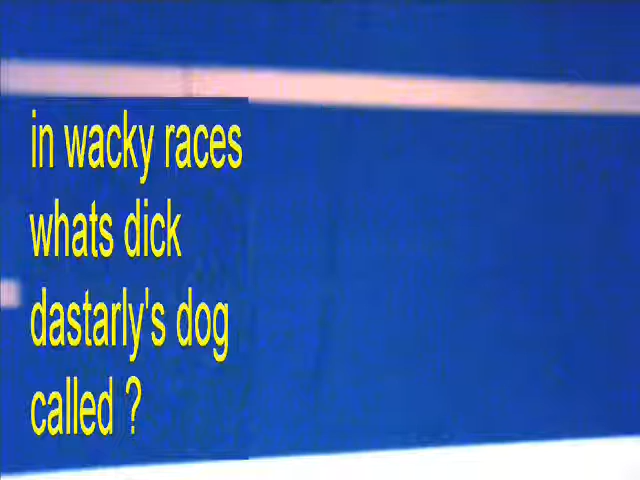 in wacky races
whats dick
dastarly's dog
called ?